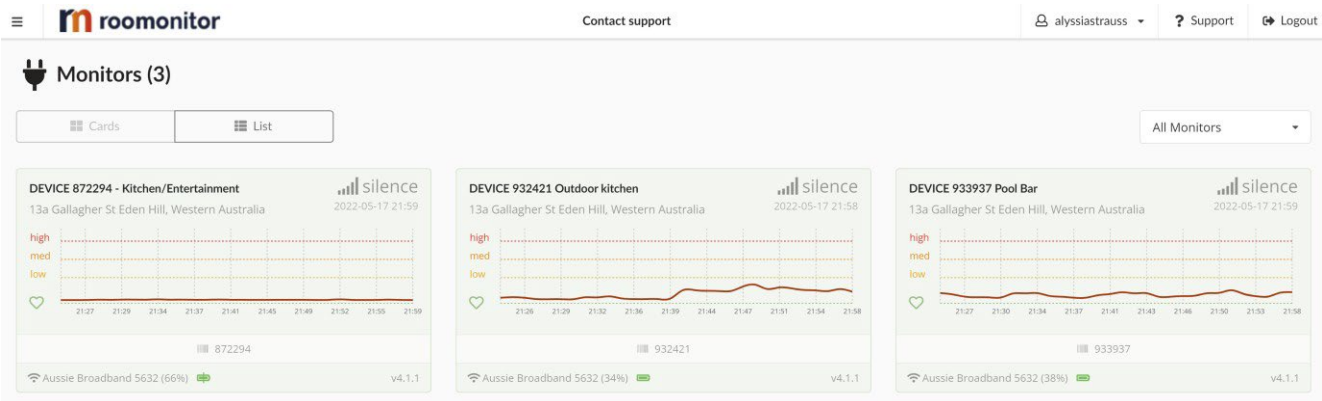 roomonitor
Contact support
alyssiastrauss
? Support
Logout
Monitors (3)
Cards
List
All Monitors
DEVICE 872294 - Kitchen/Entertainment
silence
13a Gallagher St Eden Hill, Western Australia
2022-05-17 21:59
high
med
low
21:27 21:29 21:34 21:37 21:41 21:45 21:49 21:52 21:55 21:59
872294
Aussie Broadband 5632 (66%)
v4.1.1
DEVICE 932421 Outdoor kitchen
silence
13a Gallagher St Eden Hill, Western Australia
2022-05-17 21:58
high
med
low
21:26 21:29 21:32 21:36 21:39 21:44 21:47 21:51 21:54 21:58
932421
Aussie Broadband 5632 (34%)
v4.1.1
DEVICE 933937 Pool Bar
silence
13a Gallagher St Eden Hill, Western Australia
2022-05-17 21:59
high
med
low
21:27 21:30 21:34 21:37 21:41 21:43 21:46 21:50 21:53 21:58
933937
Aussie Broadband 5632 (38%)
v4.1.1